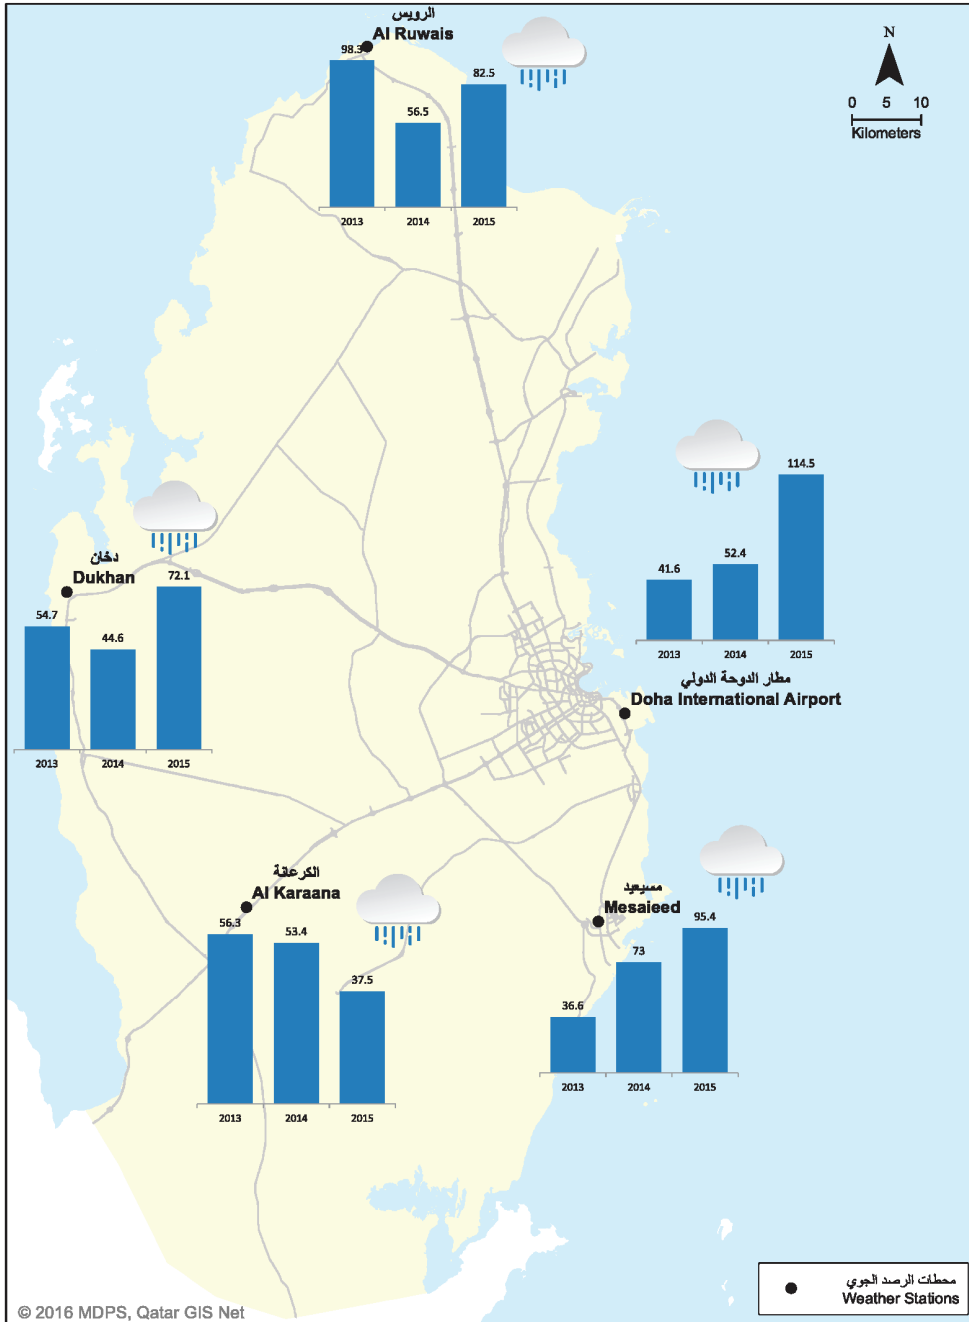 الرويس
Al Ruwais
98.3
56.5
82.5
2013
2014
2015
N
0 5 10
Kilometers
114.5
52.4
41.6
2013
2014
2015
مطار الدوحة الدولي
Doha International Airport
دخان
Dukhan
54.7
44.6
72.1
2013
2014
2015
الكرعانة
Al Karaana
56.3
53.4
37.5
2013
2014
2015
مسيعيد
Mesaieed
36.6
73
95.4
2013
2014
2015
محطات الرصد الجوي
Weather Stations
© 2016 MDPS, Qatar GIS Net